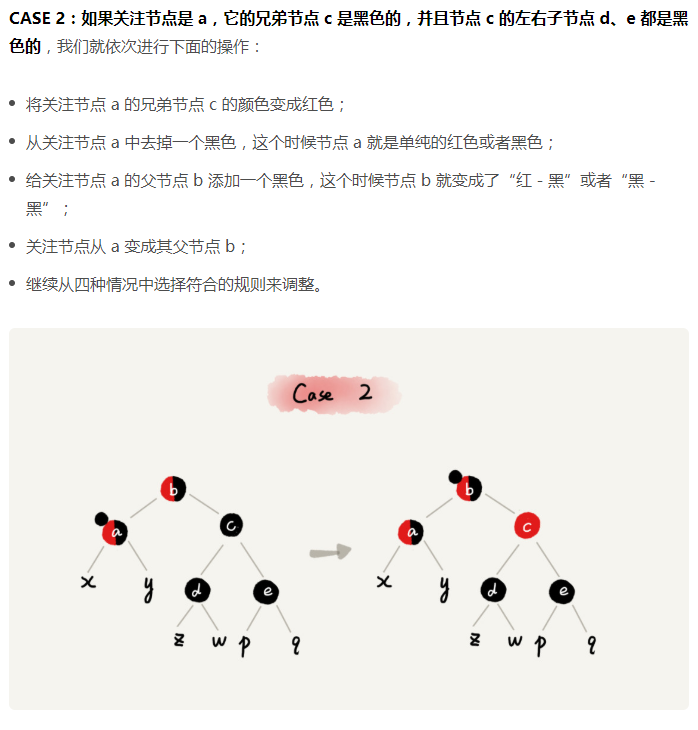 CASE 2：如果关注节点是 a，它的兄弟节点 c 是黑色的，并且节点 c 的左右子节点 d、e 都是黑
色的，我们就依次进行下面的操作：
将关注节点 a 的兄弟节点 c 的颜色变成红色；
从关注节点 a 中去掉一个黑色，这个时候节点 a 就是单纯的红色或者黑色；
给关注节点 a 的父节点 b 添加一个黑色，这个时候节点 b 就变成了“红 - 黑”或者“黑 -
黑”；
关注节点从 a 变成其父节点 b；
继续从四种情况中选择符合的规则来调整。
Case 2
b b
a c a c
x y d e x y d e
z w p q z w p q